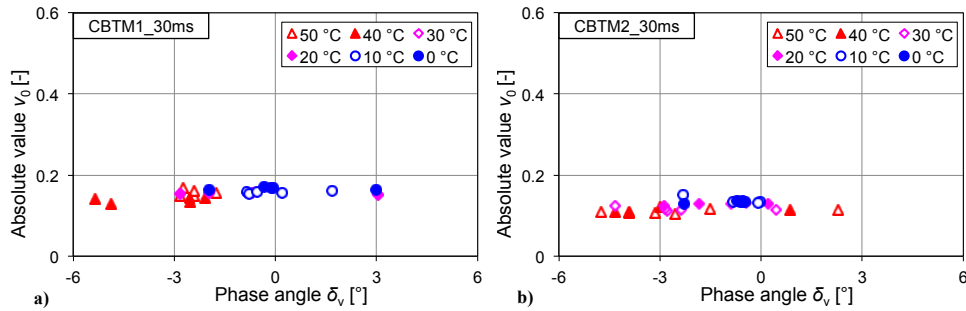 CBTM1_30ms
50 °C 40 °C 30 °C
20 °C 10 °C 0 °C
Absolute value ν0 [-]
0.6
0.4
0.2
0
-6 -3 0 3 6
Phase angle δν [°]
a)
CBTM2_30ms
50 °C 40 °C 30 °C
20 °C 10 °C 0 °C
Absolute value ν0 [-]
0.6
0.4
0.2
0
-6 -3 0 3 6
Phase angle δν [°]
b)